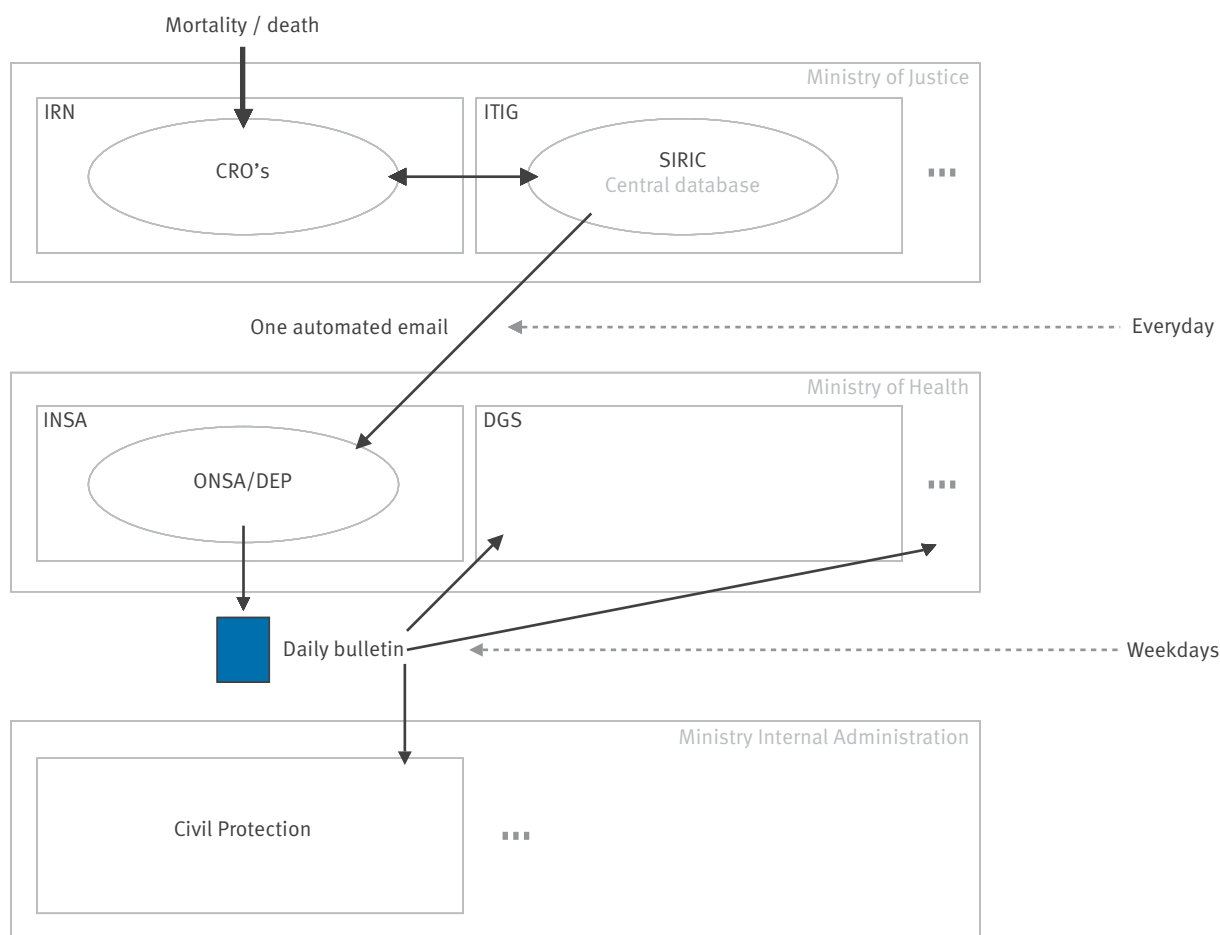 Mortality / death
Ministry of Justice
IRN
ITIG
CRO's
SIRIC
Central database
...
One automated email
Everyday
Ministry of Health
INSA
DGS
ONSA/DEP
...
Daily bulletin
Weekdays
Ministry Internal Administration
Civil Protection
...